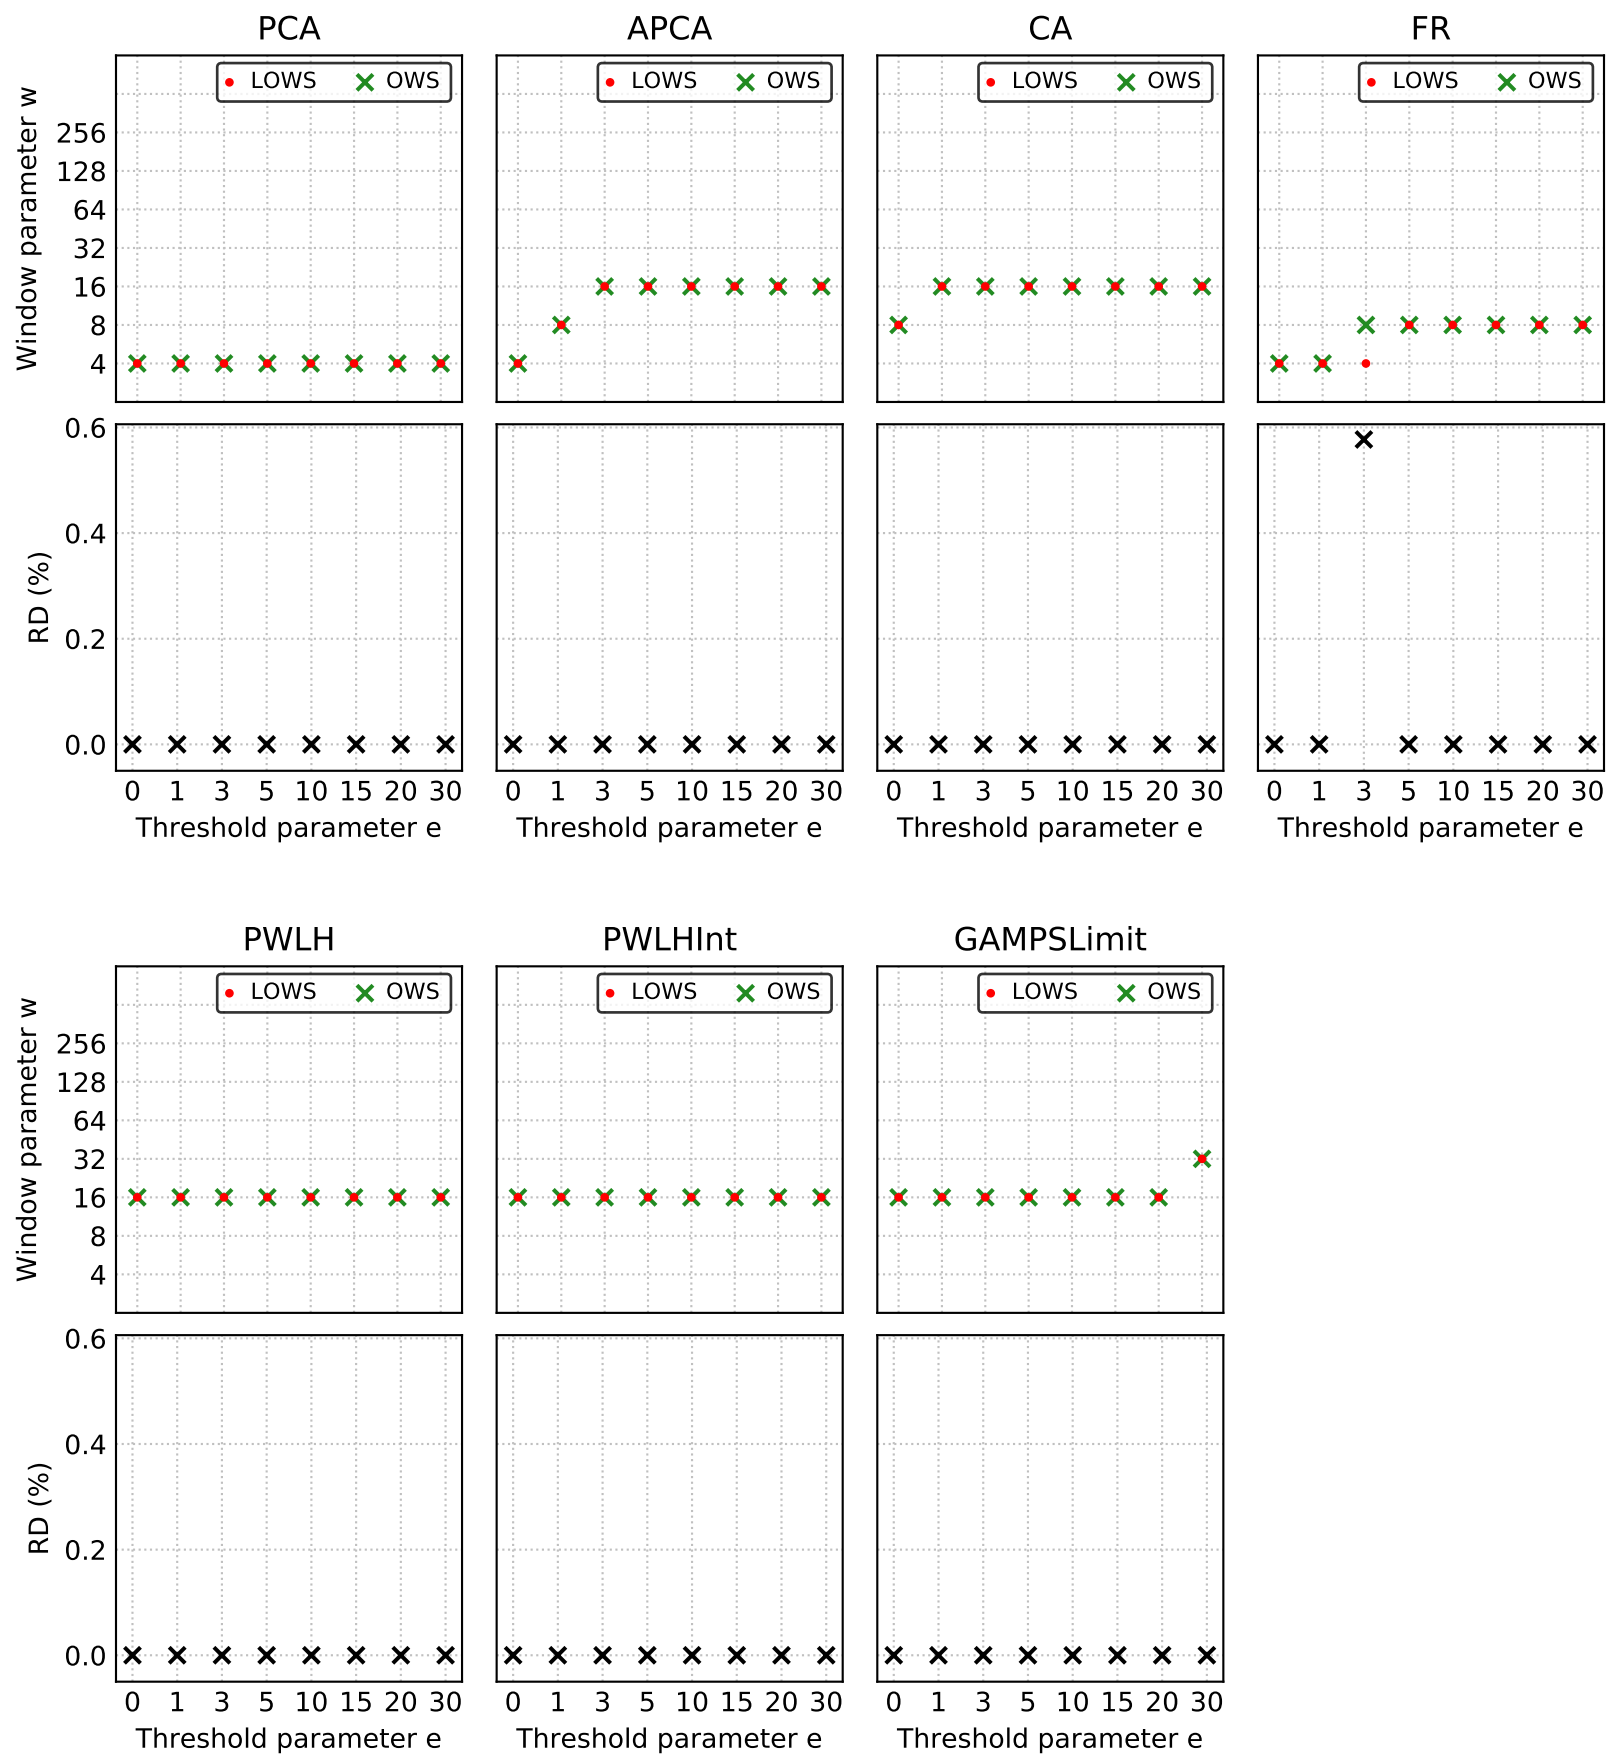 PCA APCA CA FR
LOWS OWS LOWS OWS LOWS OWS LOWS OWS
Window parameter w
256
128
64
32
16
8
4
RD (%)
0.6
0.4
0.2
0.0
0 1 3 5 10 15 20 30 0 1 3 5 10 15 20 30 0 1 3 5 10 15 20 30 0 1 3 5 10 15 20 30
Threshold parameter e Threshold parameter e Threshold parameter e Threshold parameter e
PWLH PWLHInt GAMPSLimit
LOWS OWS LOWS OWS LOWS OWS
Window parameter w
256
128
64
32
16
8
4
RD (%)
0.6
0.4
0.2
0.0
0 1 3 5 10 15 20 30 0 1 3 5 10 15 20 30 0 1 3 5 10 15 20 30
Threshold parameter e Threshold parameter e Threshold parameter e